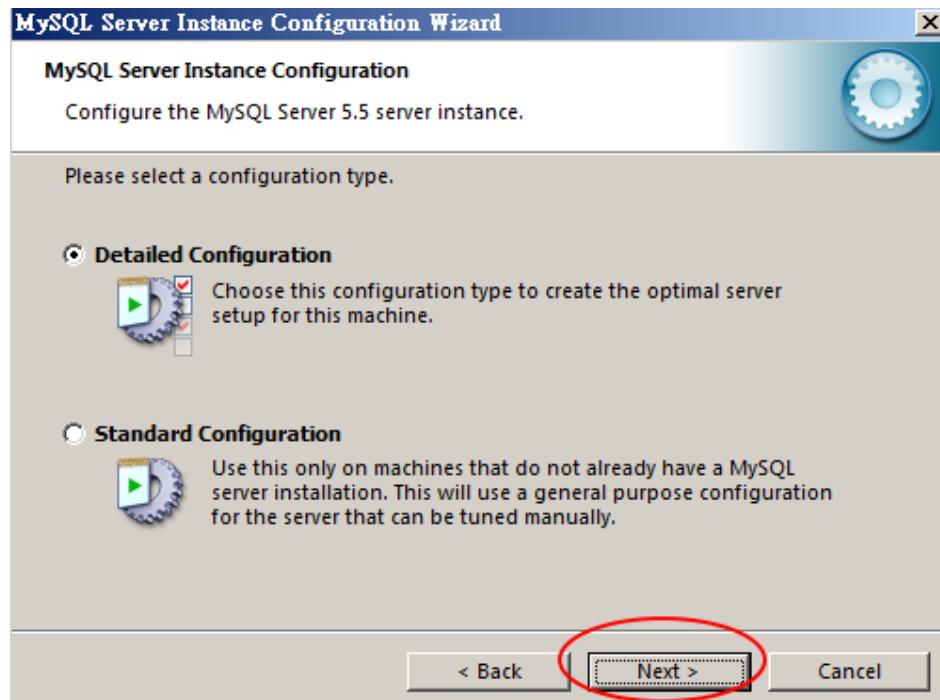 MySQL Server Instance Configuration Wizard
MySQL Server Instance Configuration
Configure the MySQL Server 5.5 server instance.
Please select a configuration type.
Detailed Configuration
Choose this configuration type to create the optimal server
setup for this machine.
Standard Configuration
Use this only on machines that do not already have a MySQL
server installation. This will use a general purpose configuration
for the server that can be tuned manually.
< Back Next > Cancel